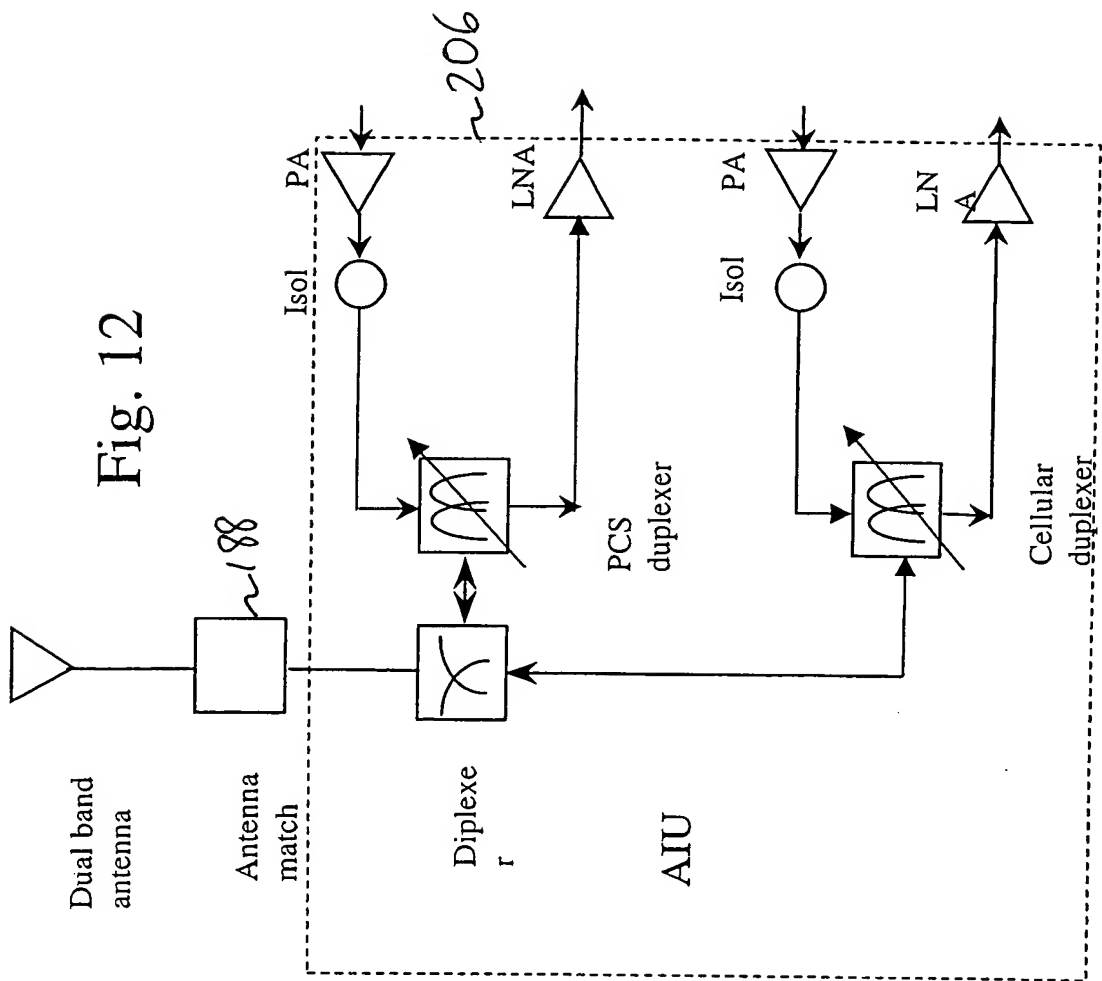 Fig. 12
Dual band
antenna
Antenna
match
~188
~206
Diplexe
r
AIU
PCS
duplexer
Isol
PA
LNA
Cellular
duplexer
Isol
PA
LN
A